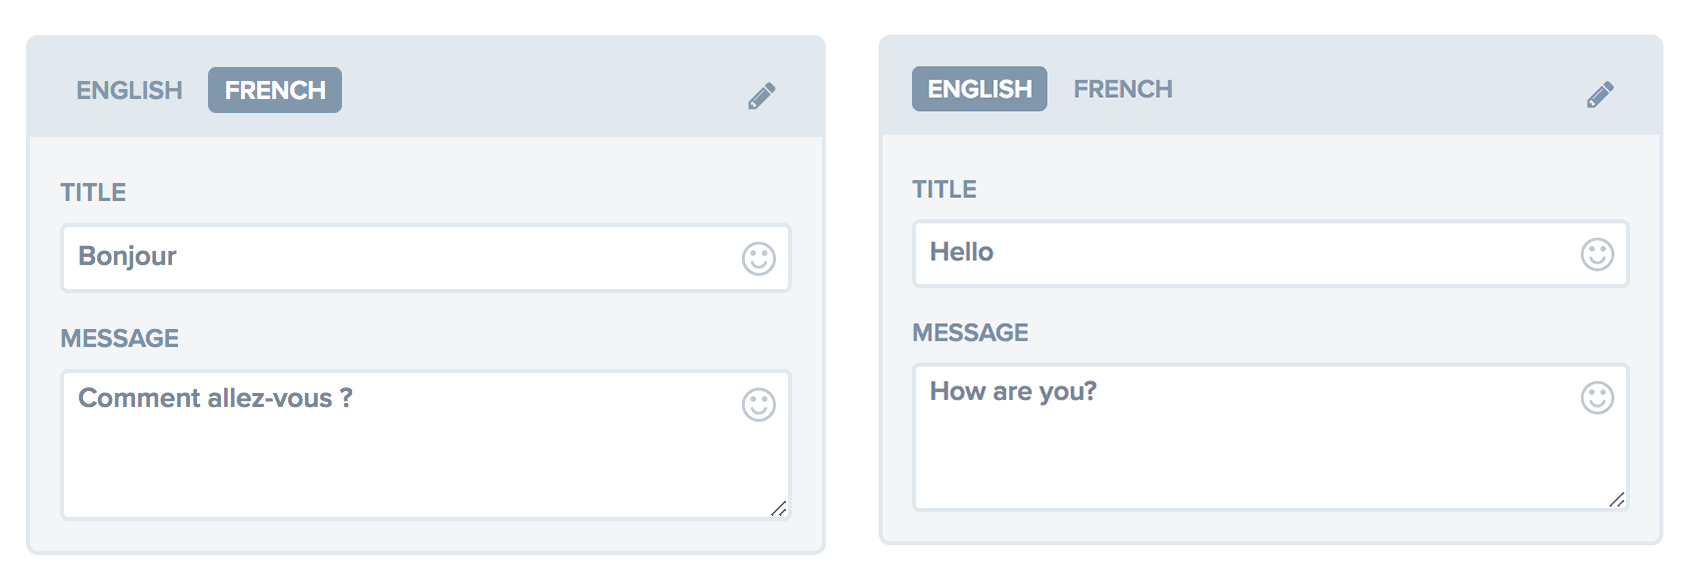 ENGLISH FRENCH
TITLE
Bonjour
MESSAGE
Comment allez-vous ?
ENGLISH FRENCH
TITLE
Hello
MESSAGE
How are you?